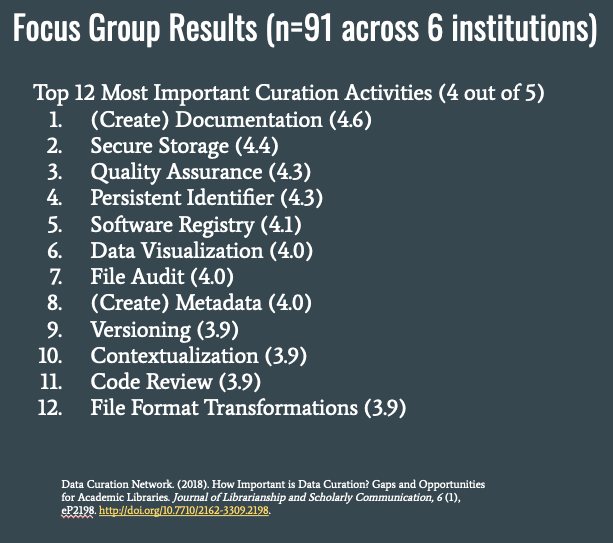 Focus Group Results (n=91 across 6 institutions)
Top 12 Most Important Curation Activities (4 out of 5)
1. (Create) Documentation (4.6)
2. Secure Storage (4.4)
3. Quality Assurance (4.3)
4. Persistent Identifier (4.3)
5. Software Registry (4.1)
6. Data Visualization (4.0)
7. File Audit (4.0)
8. (Create) Metadata (4.0)
9. Versioning (3.9)
10. Contextualization (3.9)
11. Code Review (3.9)
12. File Format Transformations (3.9)
Data Curation Network. (2018). How Important is Data Curation? Gaps and Opportunities
for Academic Libraries. Journal of Librarianship and Scholarly Communication, 6 (1),
eP2198. http://doi.org/10.7710/2162-3309.2198.